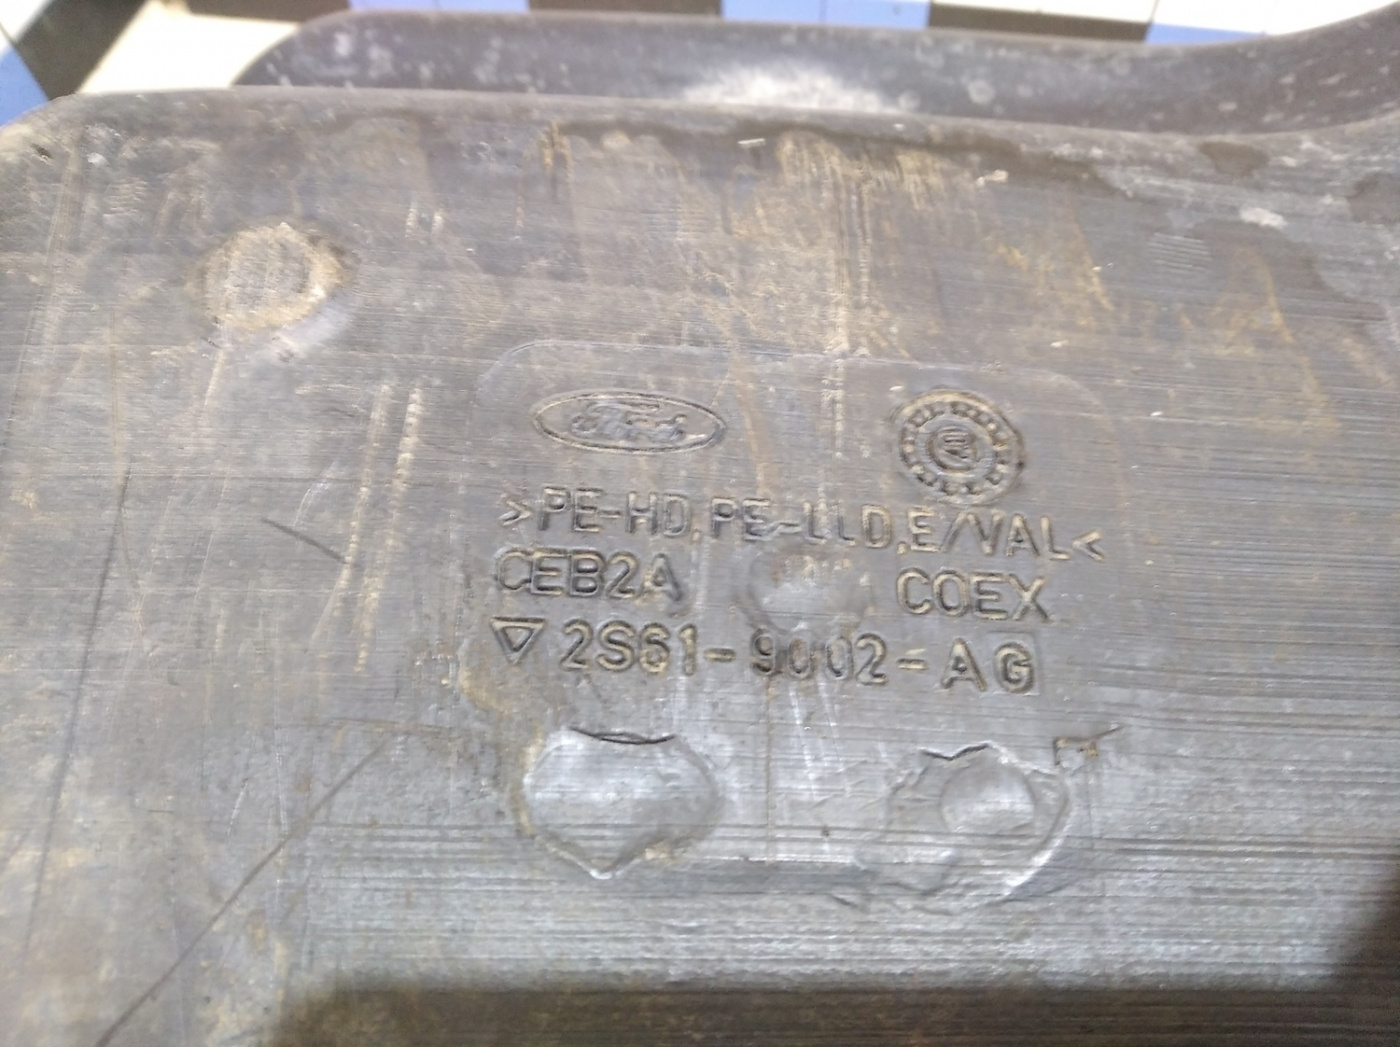 Ford
>PE-HD,PE-LLD,E/VAL<
CEB2A COEX
2S61-9002-AG